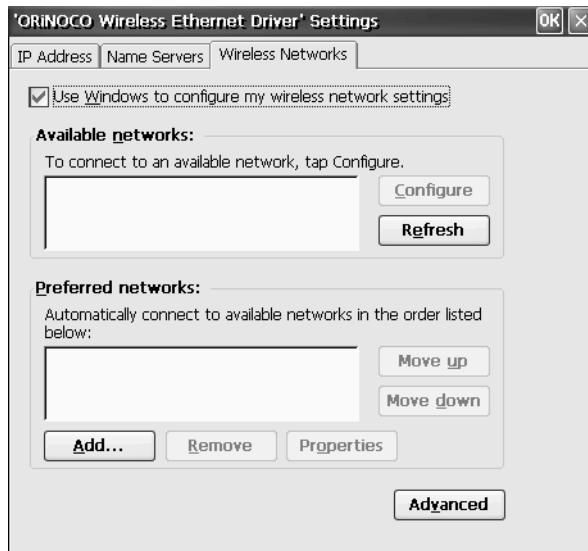 'ORiNOCO Wireless Ethernet Driver' Settings OK ×
IP Address Name Servers Wireless Networks
Use Windows to configure my wireless network settings
Available networks:
To connect to an available network, tap Configure.
Configure
Refresh
Preferred networks:
Automatically connect to available networks in the order listed
below:
Move up
Move down
Add... Remove Properties
Advanced